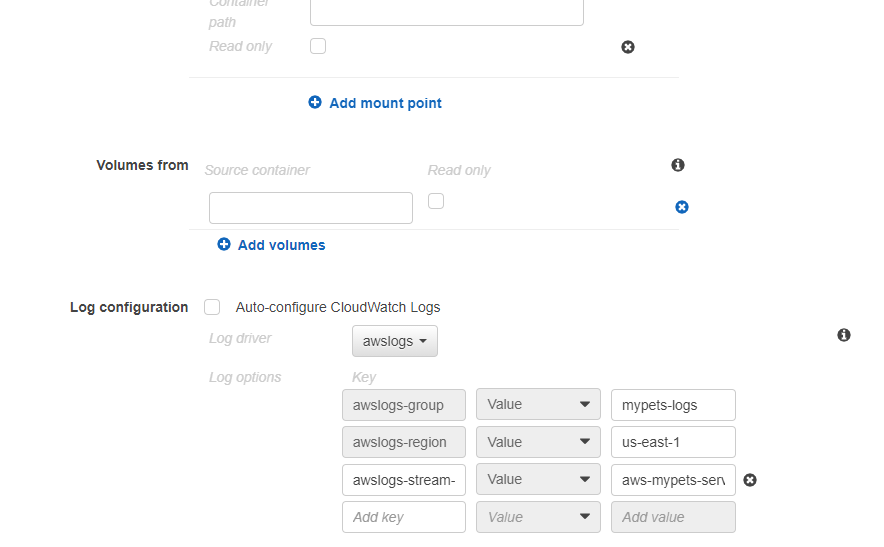 Container
path
Read only
Add mount point
Volumes from Source container Read only
Add volumes
Log configuration Auto-configure CloudWatch Logs
Log driver awslogs
Log options Key
awslogs-group Value mypets-logs
awslogs-region Value us-east-1
awslogs-stream- Value aws-mypets-serv
Add key Value Add value